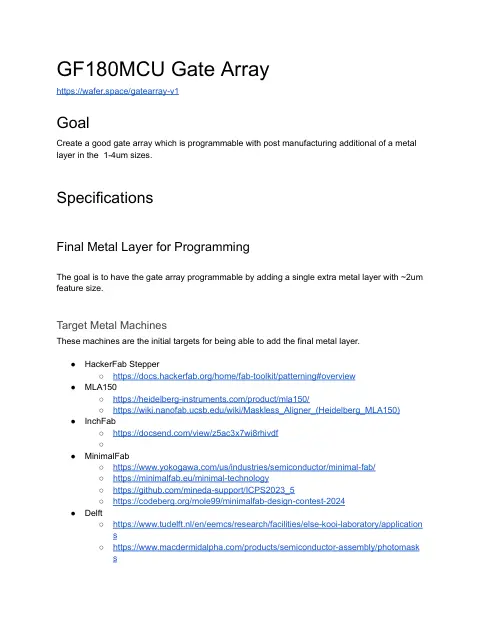 GF180MCU Gate Array
https://wafer.space/gatearray-v1
Goal
Create a good gate array which is programmable with post manufacturing additional of a metal
layer in the  1-4um sizes.
Specifications
Final Metal Layer for Programming
The goal is to have the gate array programmable by adding a single extra metal layer with ~2um
feature size.
Target Metal Machines
These machines are the initial targets for being able to add the final metal layer.
● HackerFab Stepper
○ https://docs.hackerfab.org/home/fab-toolkit/patterning#overview
● MLA150
○ https://heidelberg-instruments.com/product/mla150/
○ https://wiki.nanofab.ucsb.edu/wiki/Maskless_Aligner_(Heidelberg_MLA150)
● InchFab
○ https://docsend.com/view/z5ac3x7wj8rhivdf
○
● MinimalFab
○ https://www.yokogawa.com/us/industries/semiconductor/minimal-fab/
○ https://minimalfab.eu/minimal-technology
○ https://github.com/mineda-support/ICPS2023_5
○ https://codeberg.org/mole99/minimalfab-design-contest-2024
● Delft
○ https://www.tudelft.nl/en/eemcs/research/facilities/else-kooi-laboratory/application
s
○ https://www.macdermidalpha.com/products/semiconductor-assembly/photomask
s